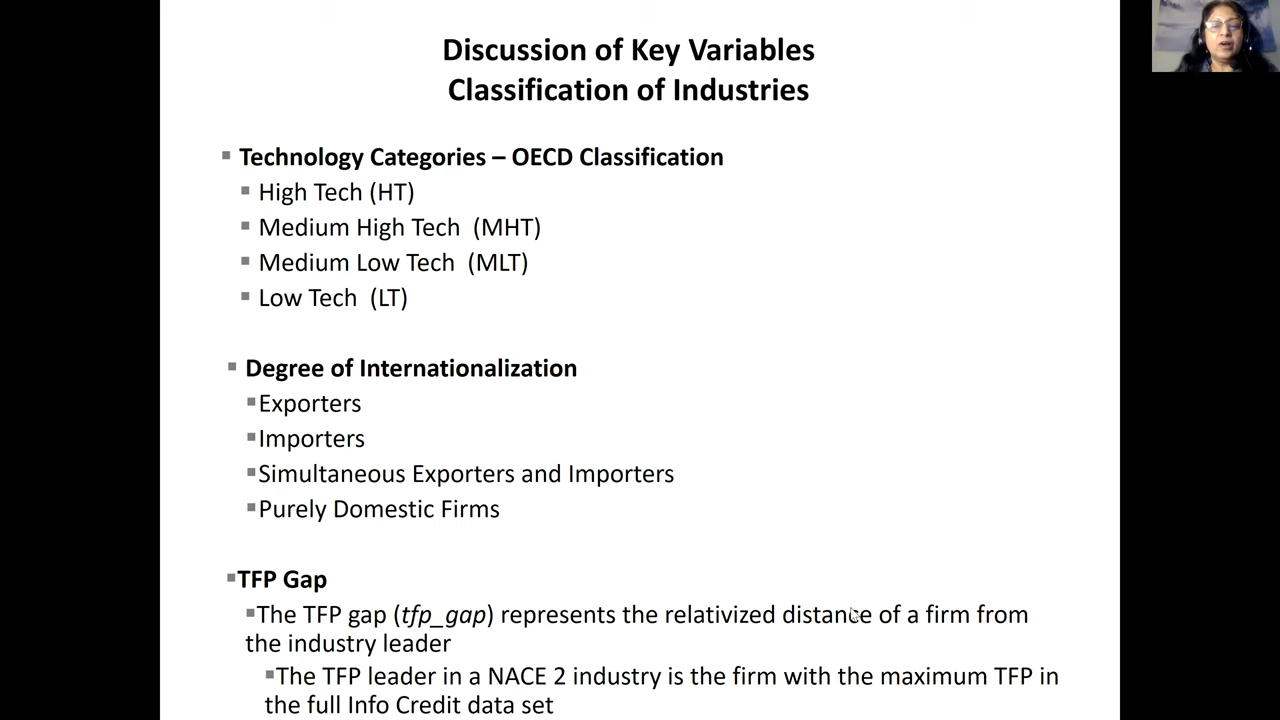 Discussion of Key Variables
Classification of Industries
Technology Categories – OECD Classification
High Tech (HT)
Medium High Tech (MHT)
Medium Low Tech (MLT)
Low Tech (LT)
Degree of Internationalization
Exporters
Importers
Simultaneous Exporters and Importers
Purely Domestic Firms
TFP Gap
The TFP gap (tfp_gap) represents the relativized distance of a firm from
the industry leader
The TFP leader in a NACE 2 industry is the firm with the maximum TFP in
the full Info Credit data set